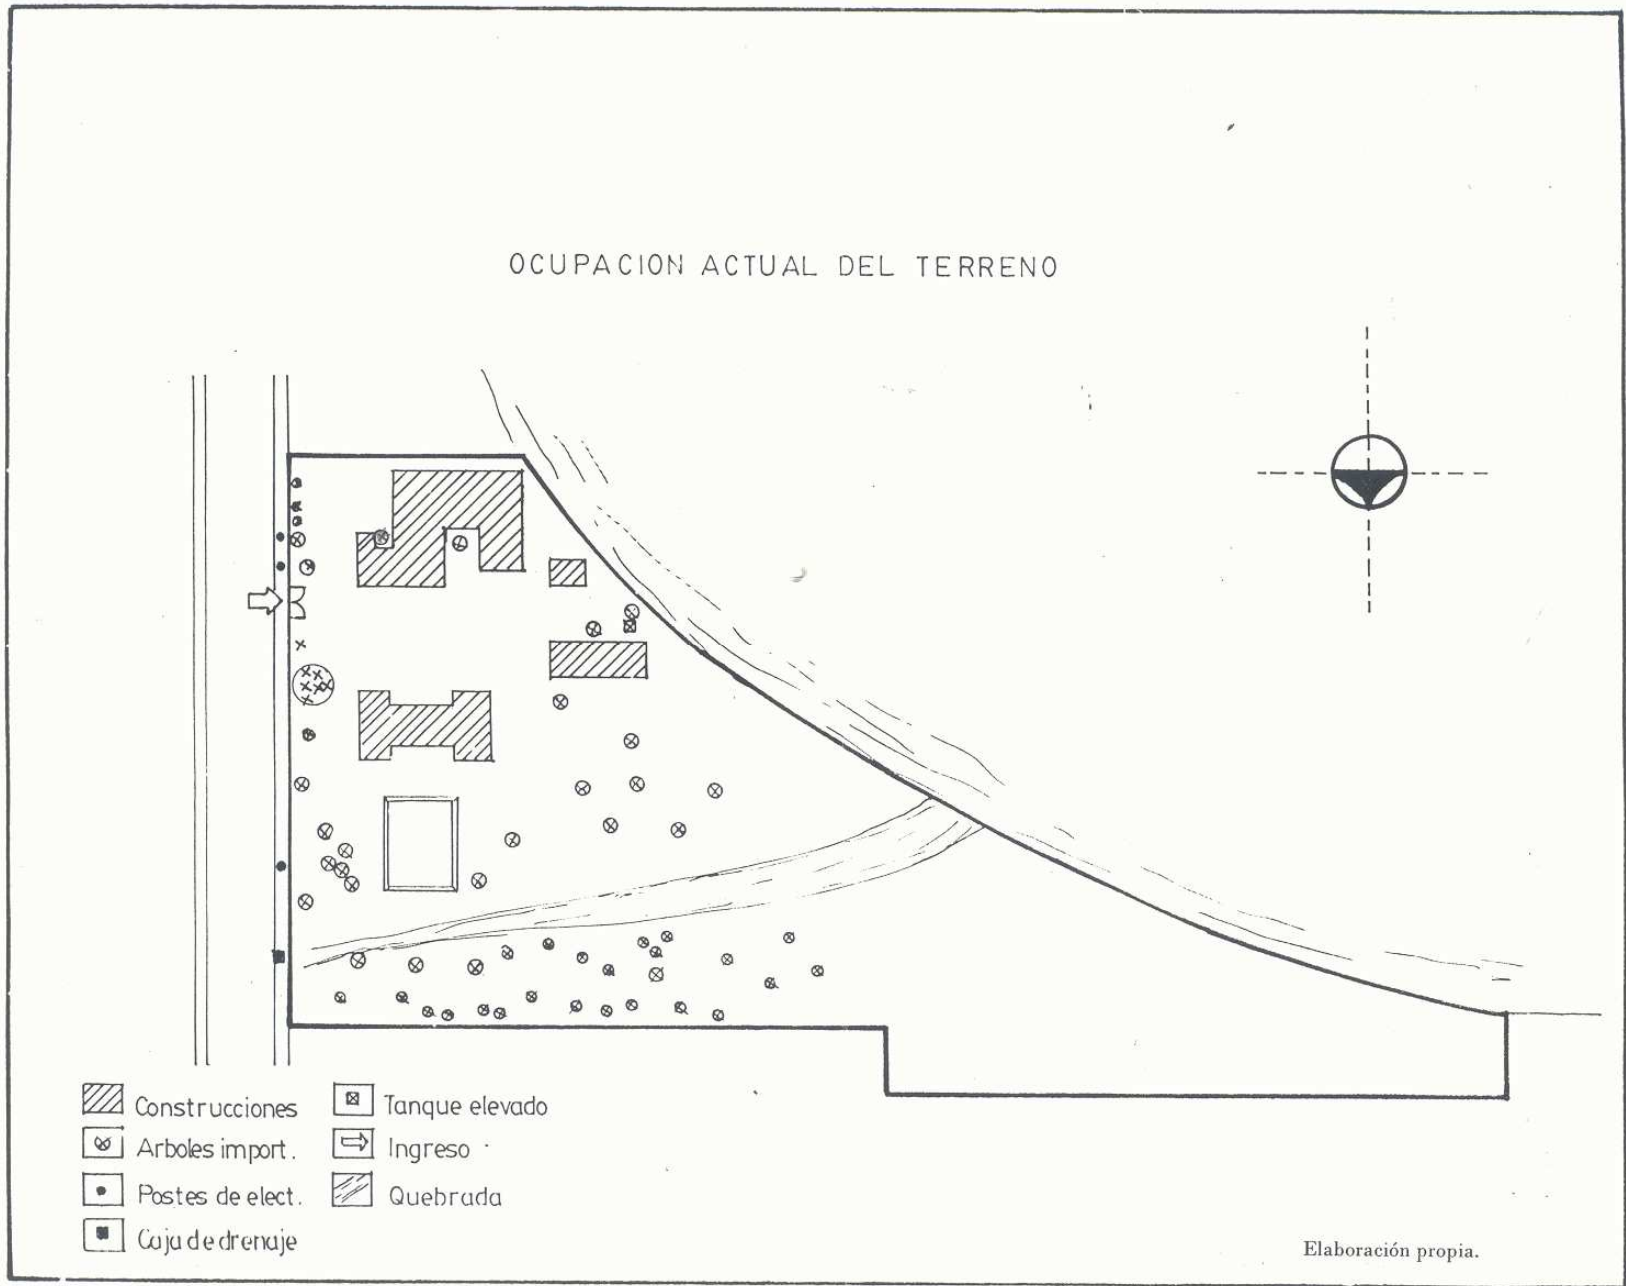 OCUPACION ACTUAL DEL TERRENO
Construcciones
Arboles import.
Postes de elect.
Caja de drenaje
Tanque elevado
Ingreso
Quebrada
Elaboración propia.